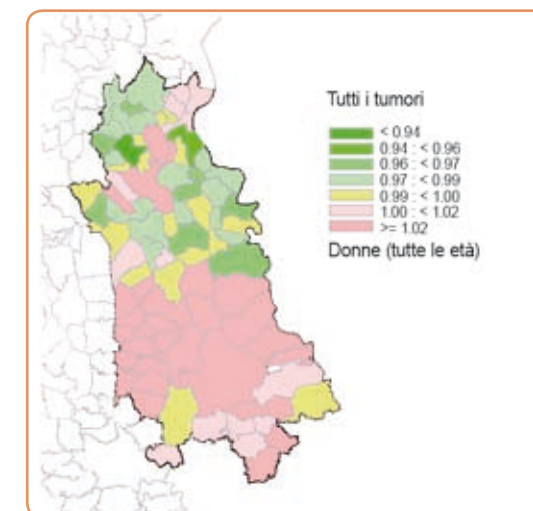 Tutti i tumori
< 0.94
0.94 : < 0.96
0.96 : < 0.97
0.97 : < 0.99
0.99 : < 1.00
1.00 : < 1.02
>= 1.02
Donne (tutte le età)